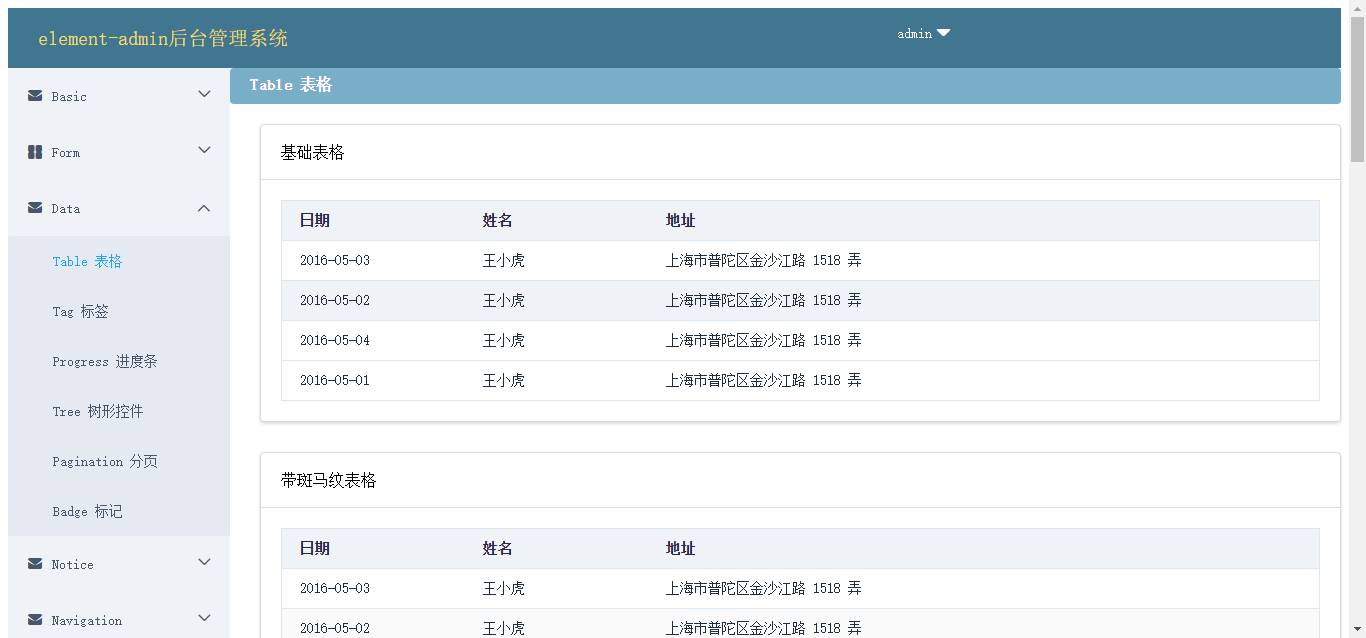 element-admin后台管理系统
admin
Basic
Form
Data
Table 表格
Tag 标签
Progress 进度条
Tree 树形控件
Pagination 分页
Badge 标记
Notice
Navigation
Table 表格
基础表格
日期 姓名 地址
2016-05-03 王小虎 上海市普陀区金沙江路 1518 弄
2016-05-02 王小虎 上海市普陀区金沙江路 1518 弄
2016-05-04 王小虎 上海市普陀区金沙江路 1518 弄
2016-05-01 王小虎 上海市普陀区金沙江路 1518 弄
带斑马纹表格
日期 姓名 地址
2016-05-03 王小虎 上海市普陀区金沙江路 1518 弄
2016-05-02 王小虎 上海市普陀区金沙江路 1518 弄